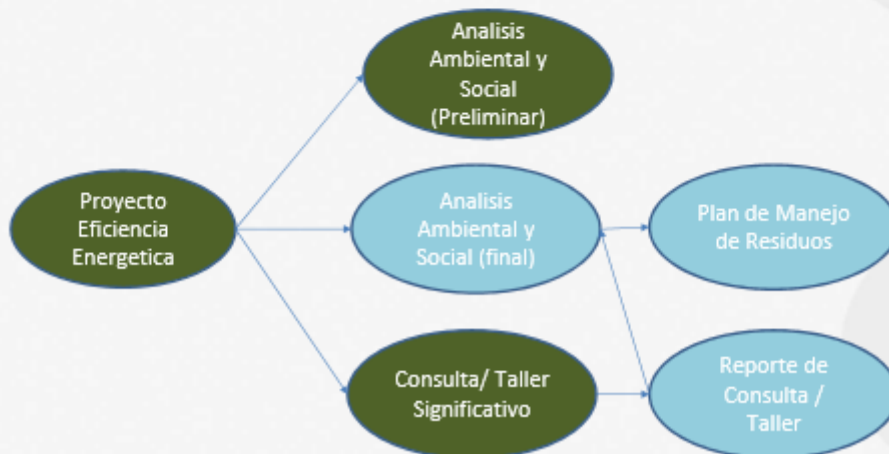 Analisis
Ambiental y
Social
(Preliminar)
Proyecto
Eficiencia
Energetica
Analisis
Ambiental y
Social (final)
Plan de Manejo
de Residuos
Consulta/ Taller
Significativo
Reporte de
Consulta /
Taller